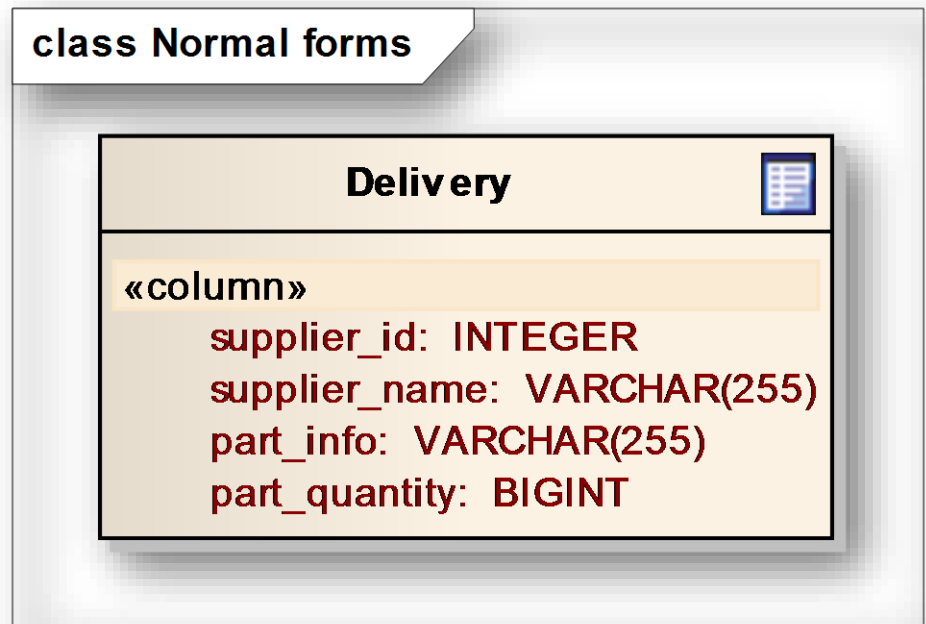 class Normal forms
Delivery
«column»
supplier_id: INTEGER
supplier_name: VARCHAR(255)
part_info: VARCHAR(255)
part_quantity: BIGINT